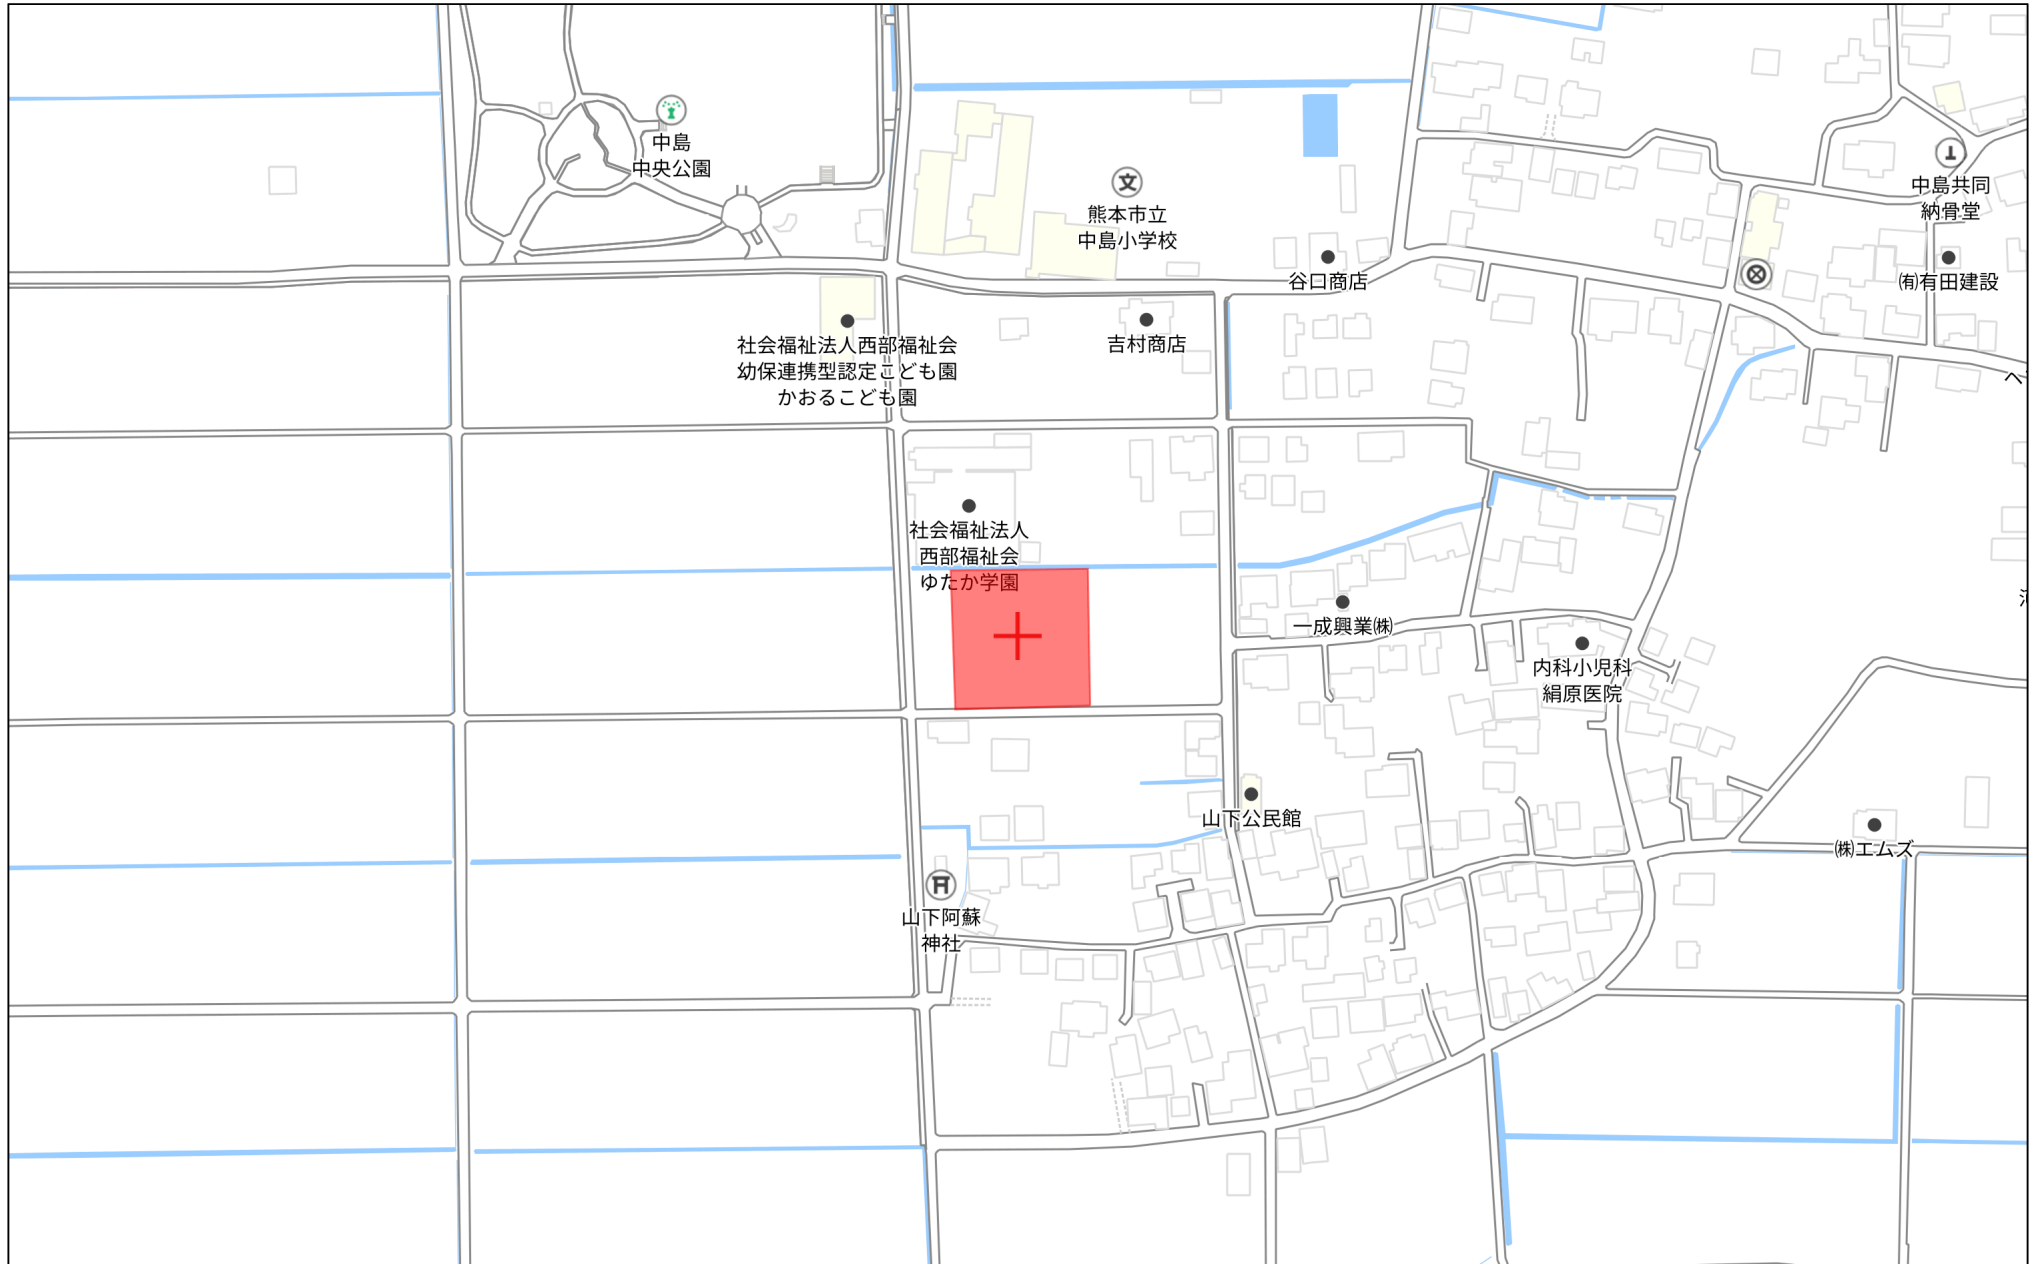 中島
中央公園
熊本市立
中島小学校
中島共同
納骨堂
谷口商店
㈲有田建設
社会福祉法人西部福祉会
幼保連携型認定こども園
かおるこども園
吉村商店
社会福祉法人
西部福祉会
ゆたか学園
一成興業㈱
内科小児科
絹原医院
山下公民館
㈱エムズ
山下阿蘇
神社